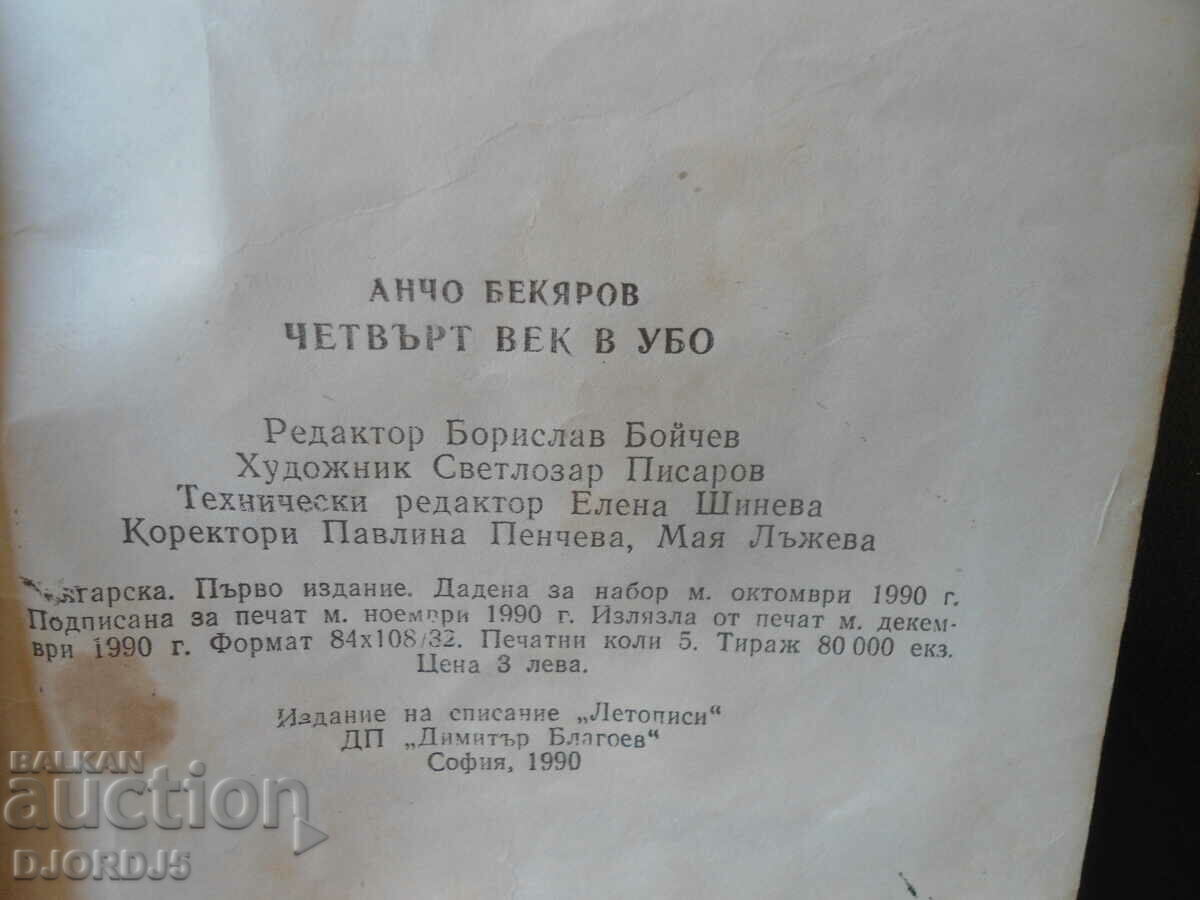 АНЧО БЕКЯРОВ
ЧЕТВЪРТ ВЕК В УБО
Редактор Борислав Бойчев
Художник Светлозар Писаров
Технически редактор Елена Шинева
Коректори Павлина Пенчева, Мая Лъжева
Първо издание. Дадена за набор м. октомври 1990 г.
Подписана за печат м. ноември 1990 г. Излязла от печат м. декем-
ври 1990 г. Формат 84x108/32. Печатни коли 5. Тираж 80 000 екз.
Цена 3 лева.
Издание на списание „Летописи“
ДП „Димитър Благоев“
София, 1990
BALKAN
auction
DJORDJ5